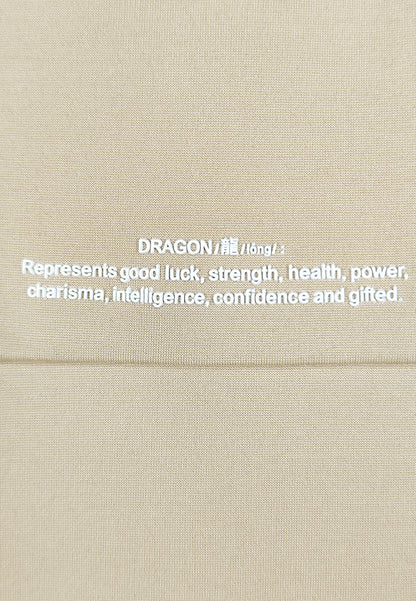 DRAGON/龍/lóng/:
Represents good luck, strength, health, power,
charisma, intelligence, confidence and gifted.